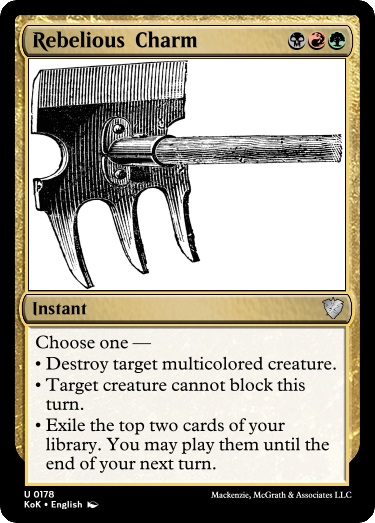 Rebelious Charm
Instant
Choose one —
• Destroy target multicolored creature.
• Target creature cannot block this
turn.
• Exile the top two cards of your
library. You may play them until the
end of your next turn.
U 0178
KoK • English
Mackenzie, McGrath & Associates LLC